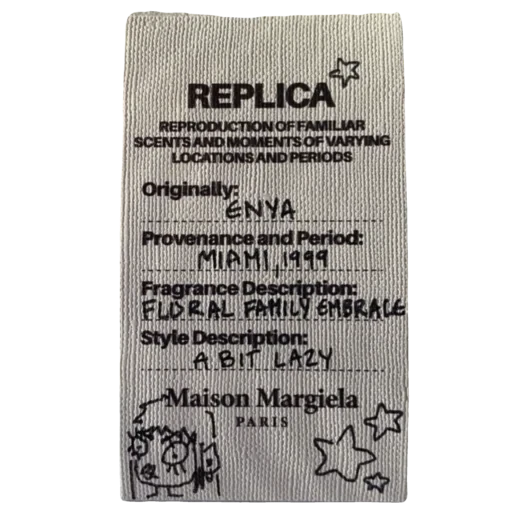 REPLICA
REPRODUCTION OF FAMILIAR
SCENTS AND MOMENTS OF VARYING
LOCATIONS AND PERIODS
Originally:
ENYA
Provenance and Period:
MIAMI, 1999
Fragrance Description:
FLORAL FAMILY EMBRACE
Style Description:
A BIT LAZY
Maison Margiela
PARIS